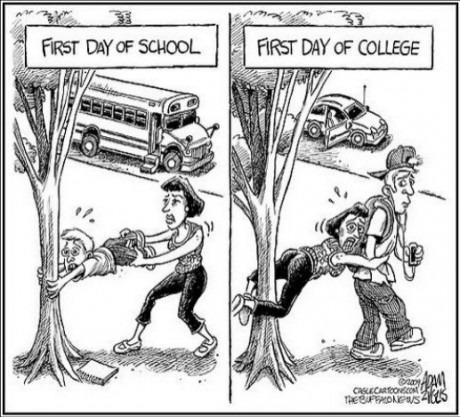 FIRST DAY OF SCHOOL
FIRST DAY OF COLLEGE
©2009
ADAM
ZYGLIS
CAGLECARTOONS.COM
THE BUFFALO NEWS